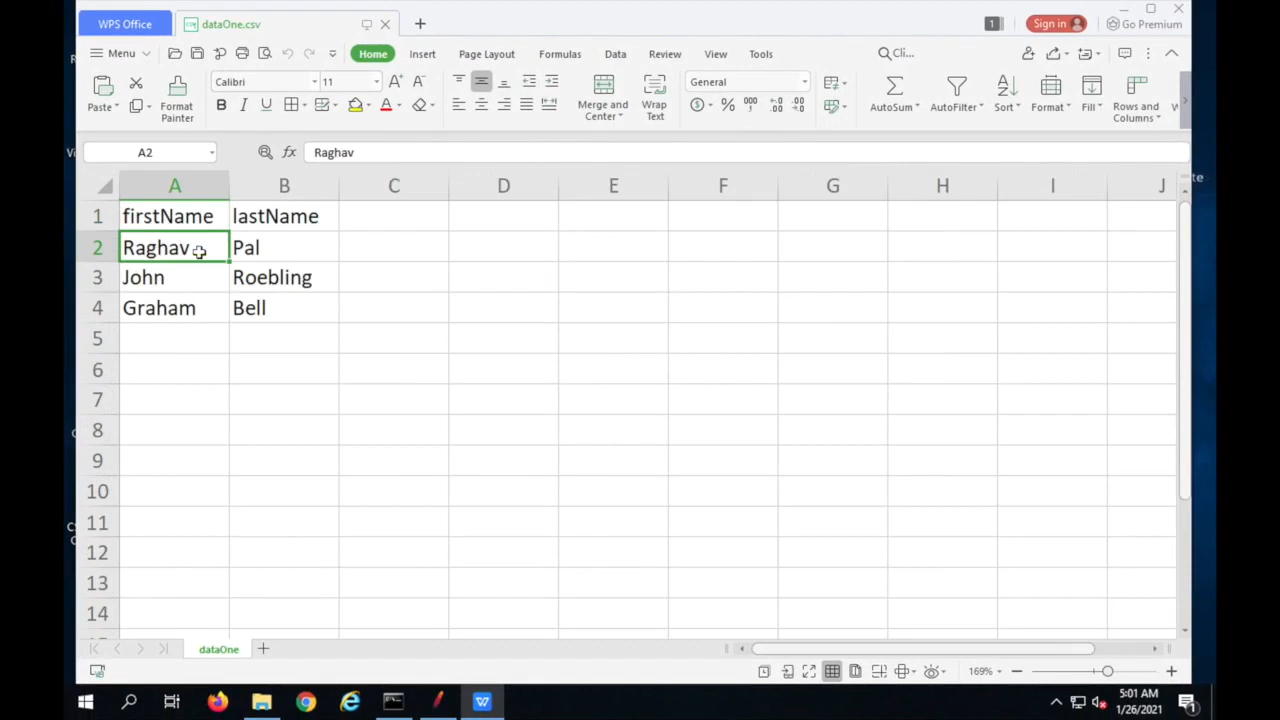 WPS Office dataOne.csv 1 Sign in Go Premium
Menu Home Insert Page Layout Formulas Data Review View Tools Cli...
Paste Format Painter Calibri 11 A+ A- B I U A Merge and Center Wrap Text General % 000 AutoSum AutoFilter Sort Format Fill Rows and Columns
A2 fx Raghav
A B C D E F G H I J
1 firstName lastName
2 Raghav Pal
3 John Roebling
4 Graham Bell
5
6
7
8
9
10
11
12
13
14
dataOne
169%
5:01 AM
1/26/2021